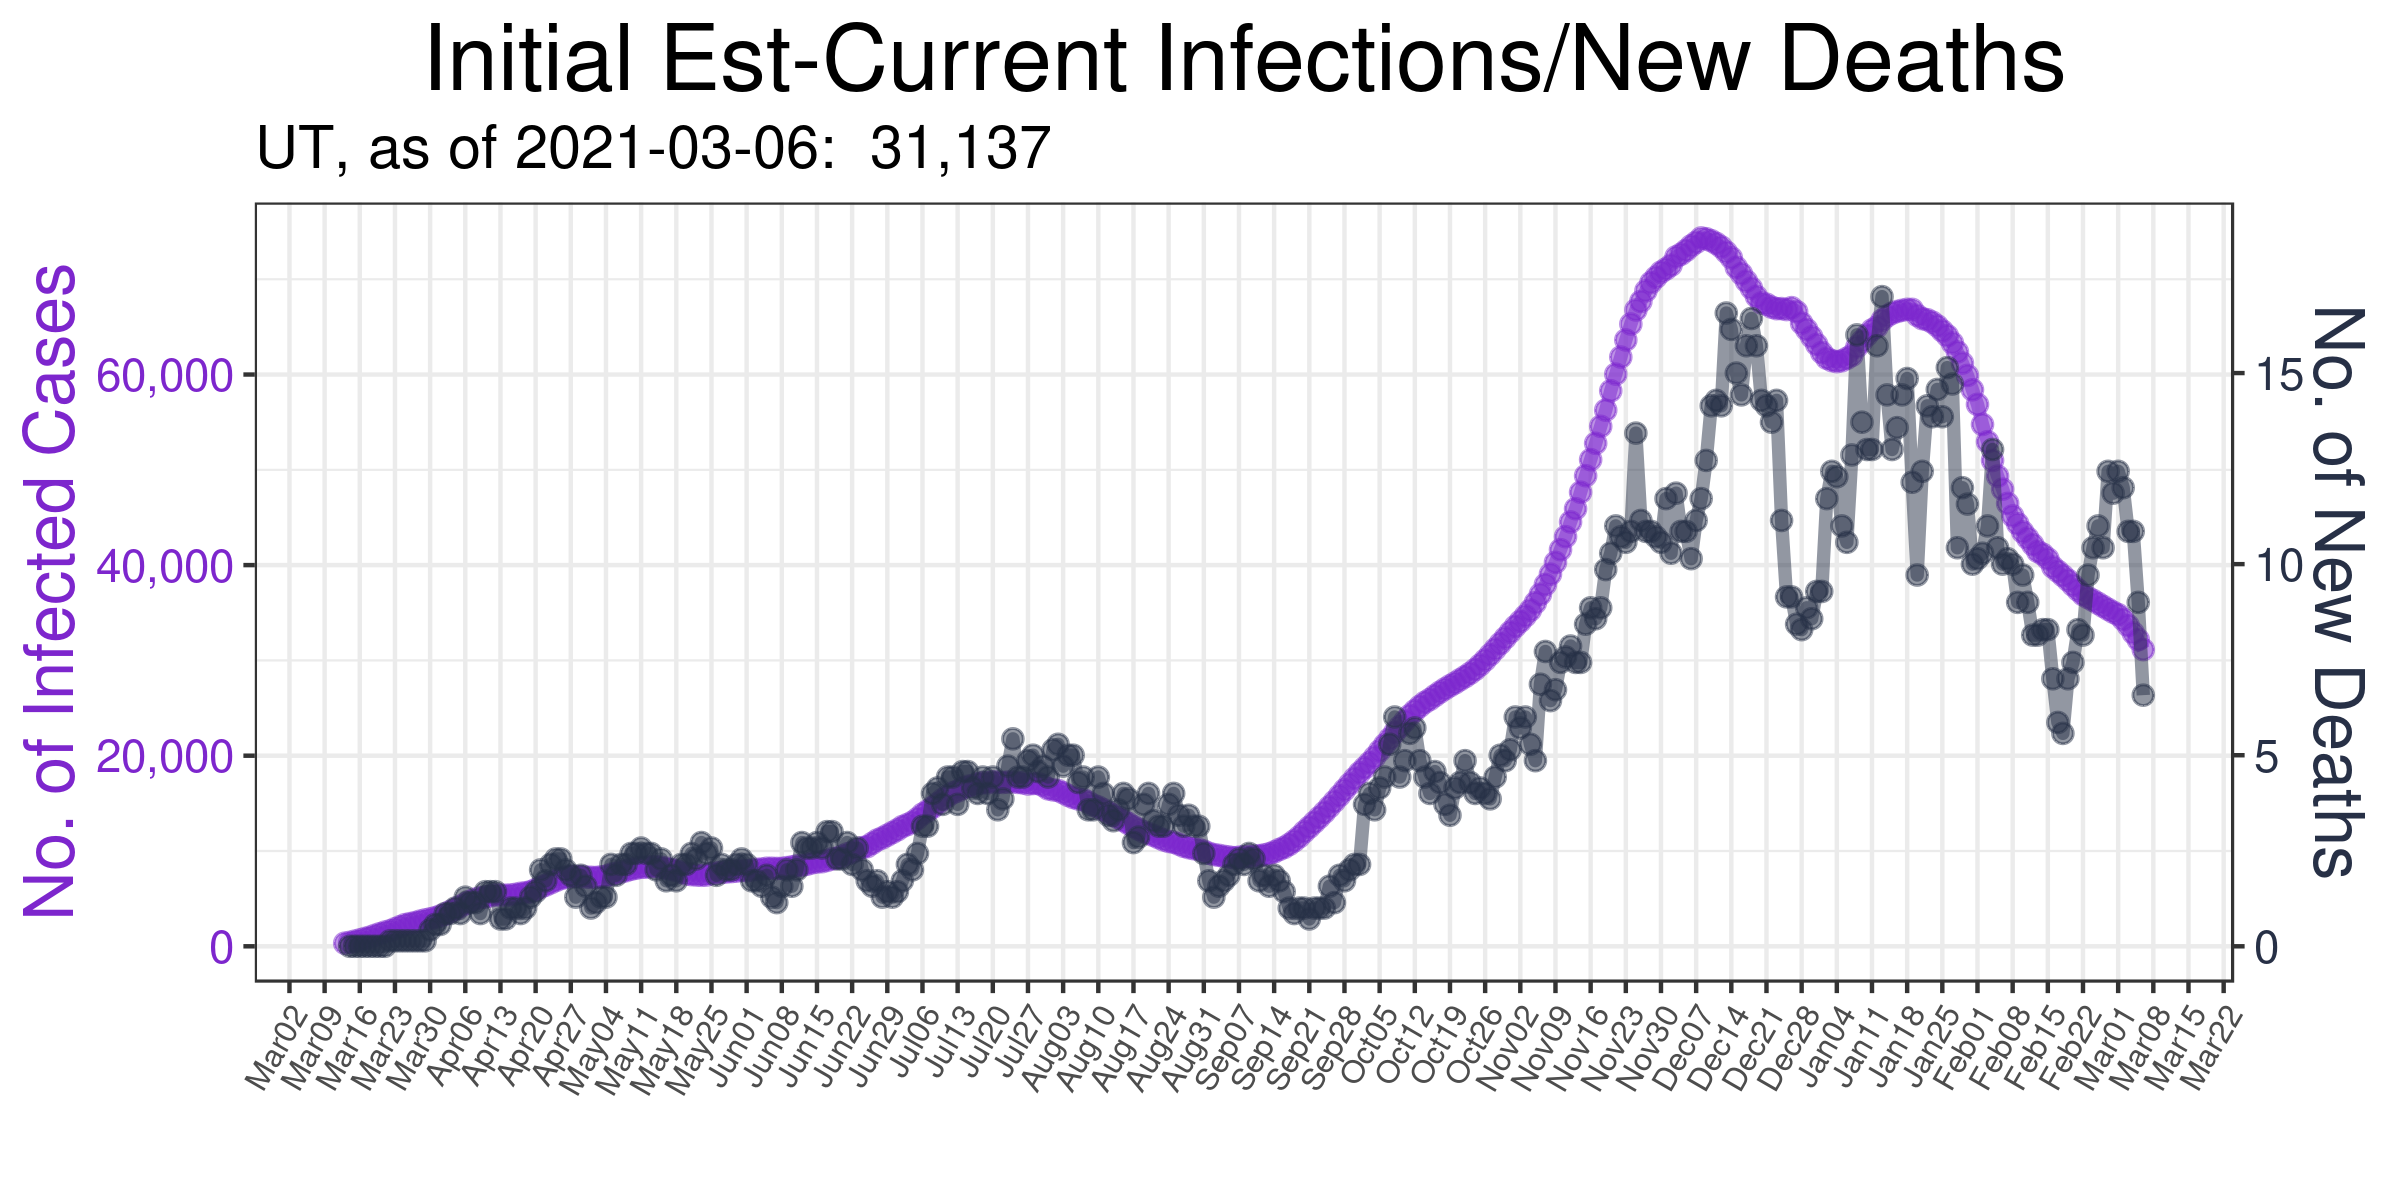 Initial Est-Current Infections/New Deaths
UT, as of 2021-03-06:  31,137
No. of Infected Cases
60,000
40,000
20,000
0
15
10
5
0
No. of New Deaths
Mar02
Mar09
Mar16
Mar23
Mar30
Apr06
Apr13
Apr20
Apr27
May04
May11
May18
May25
Jun01
Jun08
Jun15
Jun22
Jun29
Jul06
Jul13
Jul20
Jul27
Aug03
Aug10
Aug17
Aug24
Aug31
Sep07
Sep14
Sep21
Sep28
Oct05
Oct12
Oct19
Oct26
Nov02
Nov09
Nov16
Nov23
Nov30
Dec07
Dec14
Dec21
Dec28
Jan04
Jan11
Jan18
Jan25
Feb01
Feb08
Feb15
Feb22
Mar01
Mar08
Mar15
Mar22